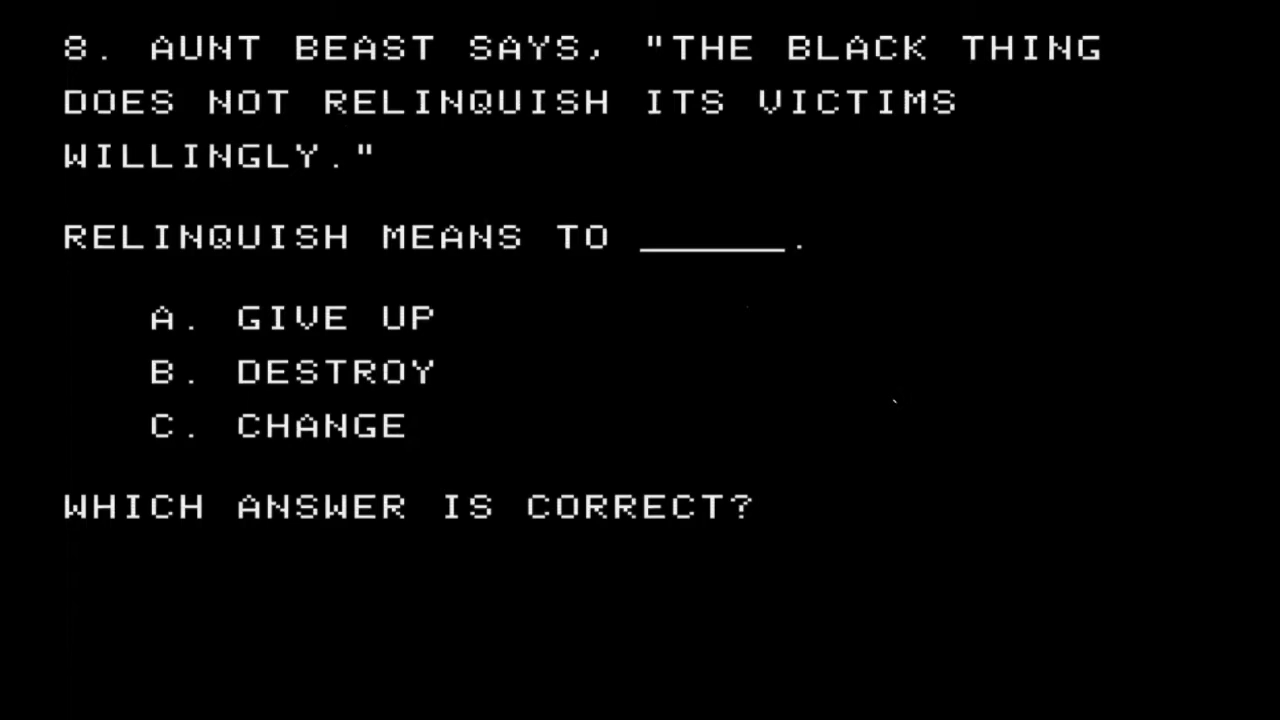 8. AUNT BEAST SAYS, "THE BLACK THING
DOES NOT RELINQUISH ITS VICTIMS
WILLINGLY."
RELINQUISH MEANS TO ______.
A. GIVE UP
B. DESTROY
C. CHANGE
WHICH ANSWER IS CORRECT?